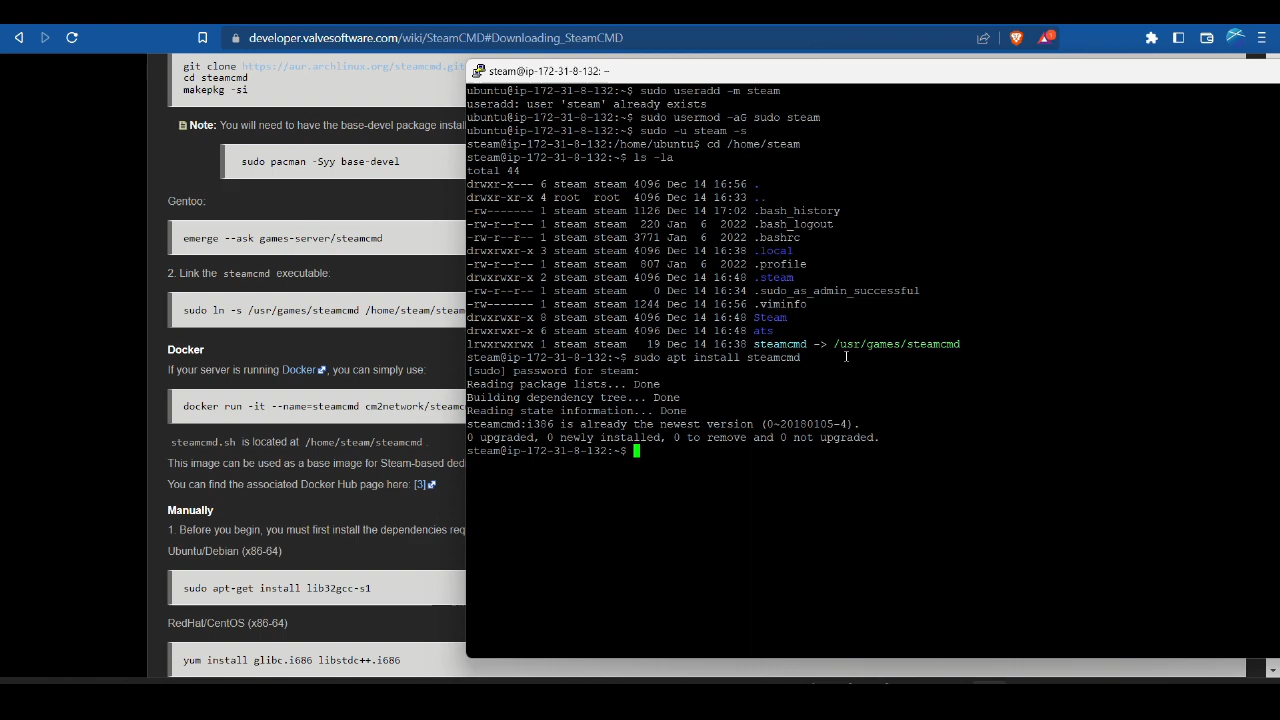 developer.valvesoftware.com/wiki/SteamCMD#Downloading_SteamCMD
1
git clone https://aur.archlinux.org/steamcmd.git
cd steamcmd
makepkg -si
Note: You will need to have the base-devel package install
sudo pacman -Syy base-devel
Gentoo:
emerge --ask games-server/steamcmd
2. Link the steamcmd executable:
sudo ln -s /usr/games/steamcmd /home/steam/steamc
Docker
If your server is running Docker, you can simply use:
docker run -it --name=steamcmd cm2network/steamc
steamcmd.sh is located at /home/steam/steamcmd .
This image can be used as a base image for Steam-based ded
You can find the associated Docker Hub page here: [3]
Manually
1. Before you begin, you must first install the dependencies req
Ubuntu/Debian (x86-64)
sudo apt-get install lib32gcc-s1
RedHat/CentOS (x86-64)
yum install glibc.i686 libstdc++.i686
steam@ip-172-31-8-132: ~
ubuntu@ip-172-31-8-132:~$ sudo useradd -m steam
useradd: user 'steam' already exists
ubuntu@ip-172-31-8-132:~$ sudo usermod -aG sudo steam
ubuntu@ip-172-31-8-132:~$ sudo -u steam -s
steam@ip-172-31-8-132:/home/ubuntu$ cd /home/steam
steam@ip-172-31-8-132:~$ ls -la
total 44
drwxr-x--- 6 steam steam 4096 Dec 14 16:56 .
drwxr-xr-x 4 root root 4096 Dec 14 16:33 ..
-rw------- 1 steam steam 1126 Dec 14 17:02 .bash_history
-rw-r--r-- 1 steam steam 220 Jan 6 2022 .bash_logout
-rw-r--r-- 1 steam steam 3771 Jan 6 2022 .bashrc
drwxrwxr-x 3 steam steam 4096 Dec 14 16:38 .local
-rw-r--r-- 1 steam steam 807 Jan 6 2022 .profile
drwxrwxr-x 2 steam steam 4096 Dec 14 16:48 .steam
-rw-r--r-- 1 steam steam 0 Dec 14 16:34 .sudo_as_admin_successful
-rw------- 1 steam steam 1244 Dec 14 16:56 .viminfo
drwxrwxr-x 8 steam steam 4096 Dec 14 16:48 Steam
drwxrwxr-x 6 steam steam 4096 Dec 14 16:48 ats
lrwxrwxrwx 1 steam steam 19 Dec 14 16:38 steamcmd -> /usr/games/steamcmd
steam@ip-172-31-8-132:~$ sudo apt install steamcmd
[sudo] password for steam:
Reading package lists... Done
Building dependency tree... Done
Reading state information... Done
steamcmd:i386 is already the newest version (0~20180105-4).
0 upgraded, 0 newly installed, 0 to remove and 0 not upgraded.
steam@ip-172-31-8-132:~$